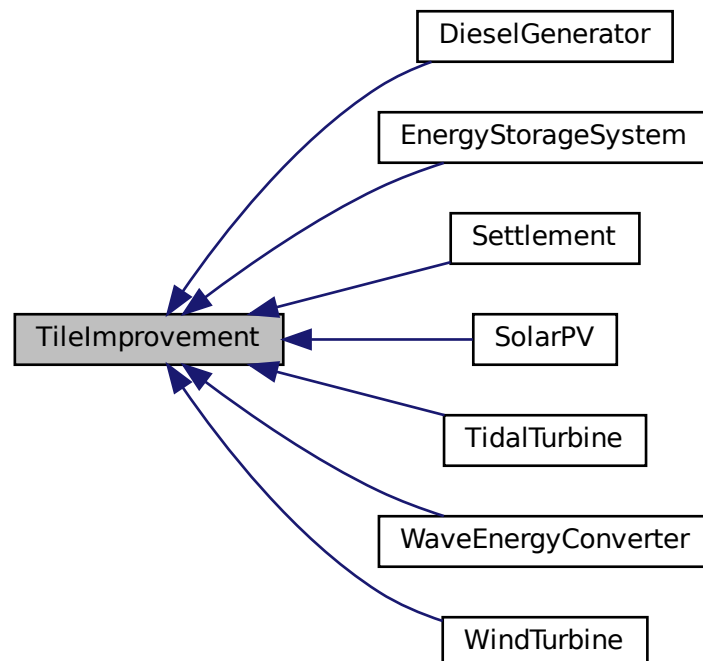 DieselGenerator
EnergyStorageSystem
Settlement
TileImprovement
SolarPV
TidalTurbine
WaveEnergyConverter
WindTurbine